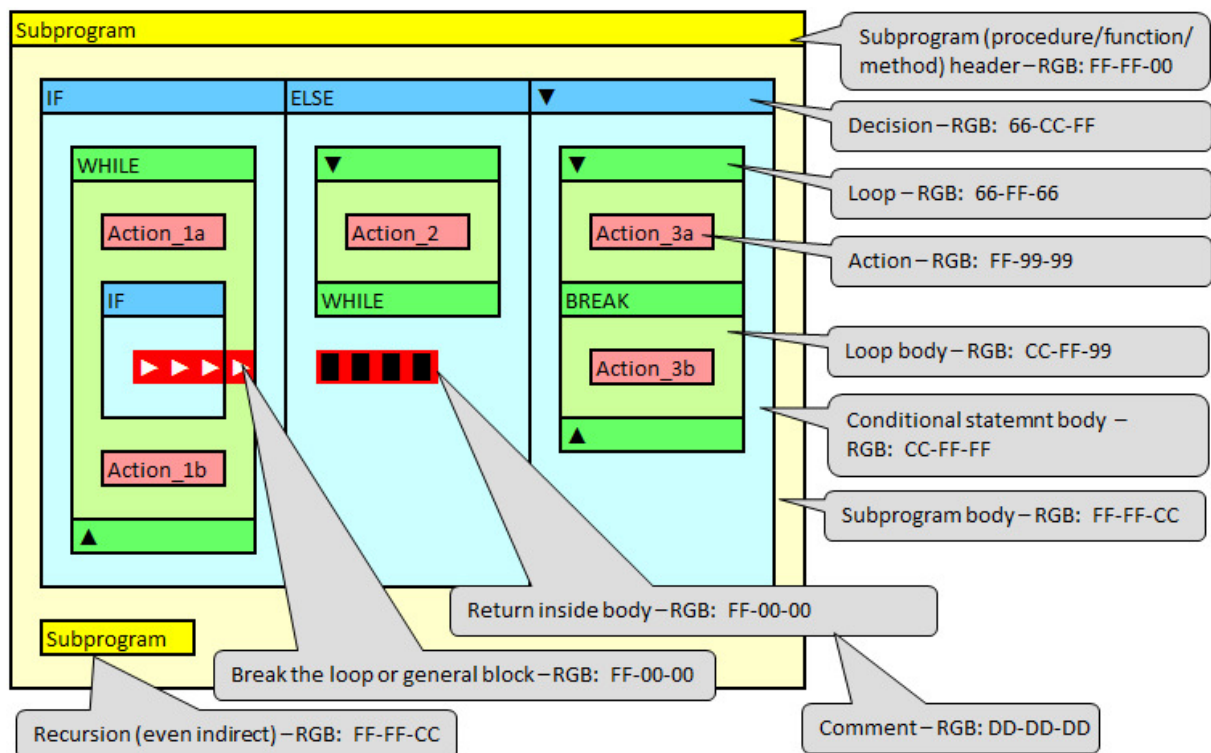 Subprogram
Subprogram (procedure/function/
method) header – RGB: FF-FF-00
IF
ELSE
▼
Decision – RGB: 66-CC-FF
WHILE
▼
▼
Loop – RGB: 66-FF-66
Action_1a
Action_2
Action_3a
Action – RGB: FF-99-99
IF
WHILE
BREAK
Loop body – RGB: CC-FF-99
Action_3b
Conditional statemnt body –
RGB: CC-FF-FF
▲
Action_1b
Subprogram body – RGB: FF-FF-CC
▲
Return inside body – RGB: FF-00-00
Subprogram
Break the loop or general block – RGB: FF-00-00
Recursion (even indirect) – RGB: FF-FF-CC
Comment – RGB: DD-DD-DD